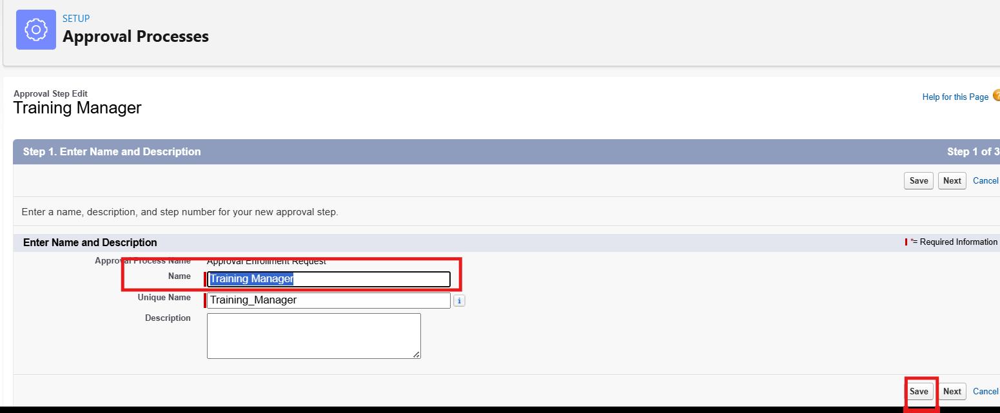 SETUP
Approval Processes
Approval Step Edit
Training Manager
Help for this Page ?
Step 1. Enter Name and Description Step 1 of 3
Save Next Cancel
Enter a name, description, and step number for your new approval step.
Enter Name and Description *= Required Information
Approval Process Name Approval Enrollment Request
Name Training Manager
Unique Name Training_Manager i
Description
Save Next Cancel